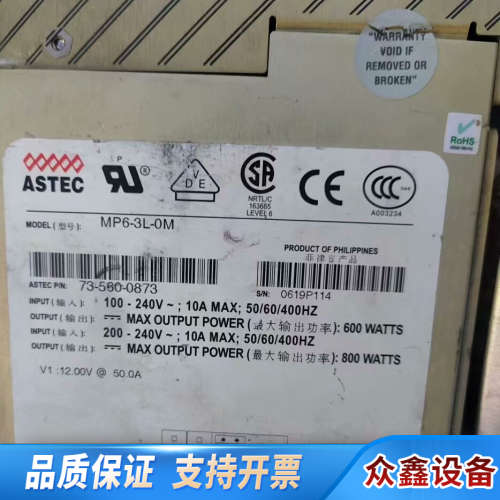 "WARRANTY
VOID IF
REMOVED OR
BROKEN"
RoHS
ASTEC
UR
VDE
SA
NRTL/C
163665
LEVEL 6
CE
CCC
A003234
MODEL (型号): MP6-3L-0M
PRODUCT OF PHILIPPINES
菲律宾产品
ASTEC P/N: 73-560-0873
S/N: 0619P114
INPUT (输入): 100 - 240V ~ ; 10A MAX; 50/60/400HZ
OUTPUT (输出): MAX OUTPUT POWER (最大输出功率): 600 WATTS
INPUT (输入): 200 - 240V ~ ; 10A MAX; 50/60/400HZ
OUTPUT (输出): MAX OUTPUT POWER (最大输出功率): 800 WATTS
V1 :12.00V @ 50.0A
品质保证 支持开票 众鑫设备